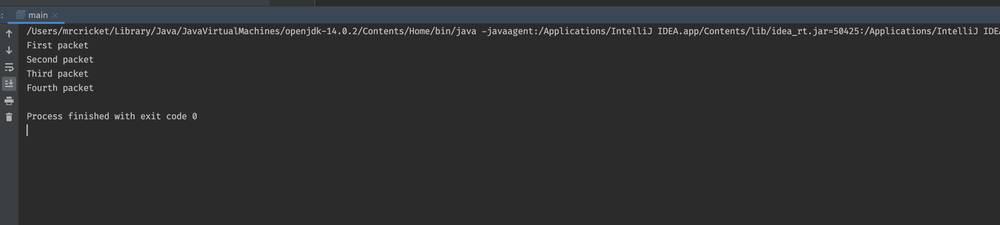 : main
/Users/mrcricket/Library/Java/JavaVirtualMachines/openjdk-14.0.2/Contents/Home/bin/java -javaagent:/Applications/IntelliJ IDEA.app/Contents/lib/idea_rt.jar=50425:/Applications/IntelliJ IDEA
First packet
Second packet
Third packet
Fourth packet
Process finished with exit code 0